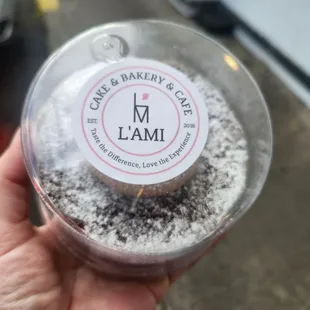 CAKE & BAKERY & CAFE
EST.
L'AMI
Taste the Difference, Love the Experience